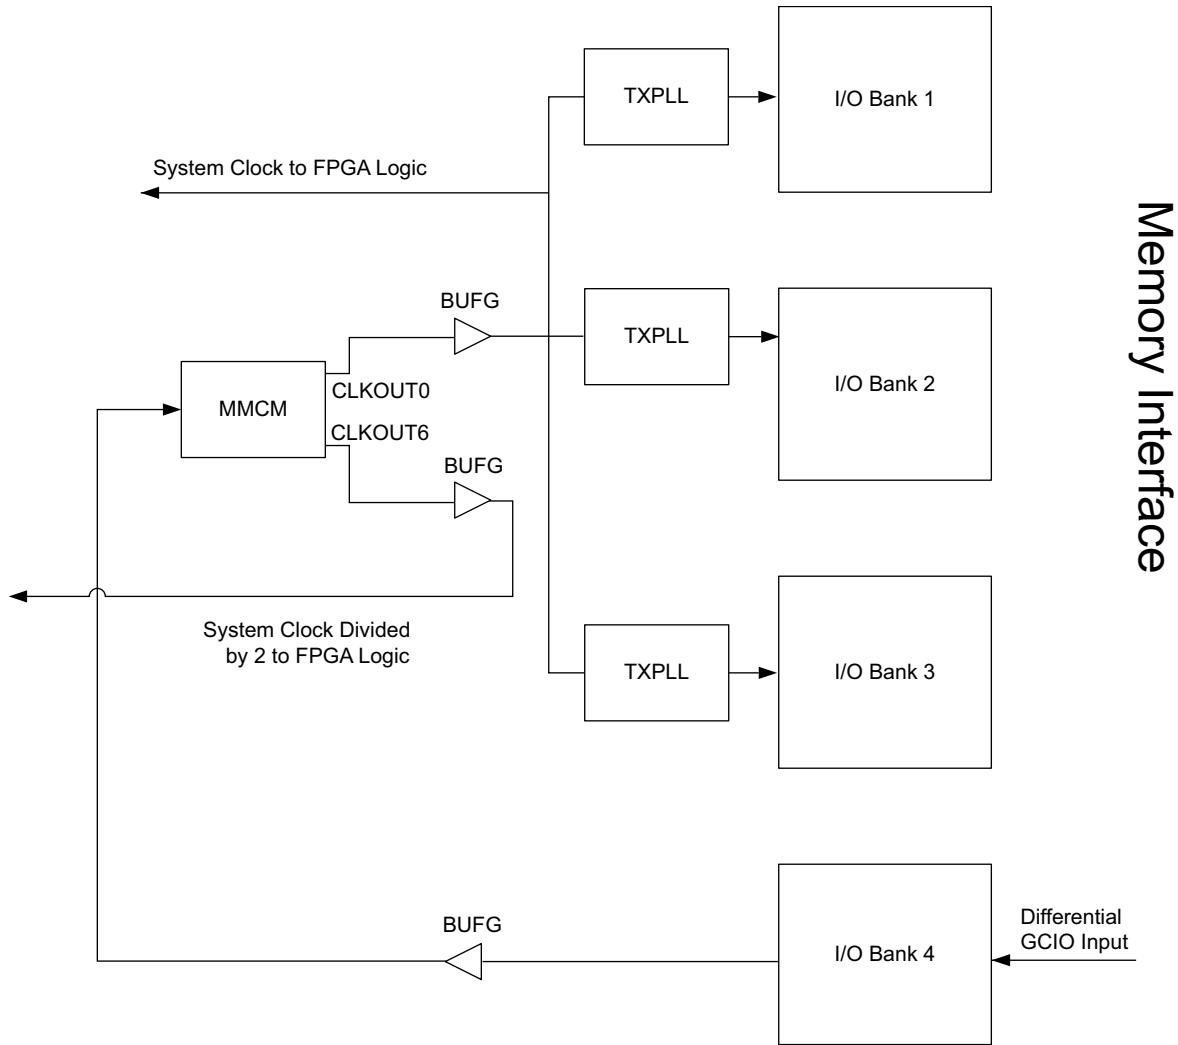 TXPLL
I/O Bank 1
System Clock to FPGA Logic
BUFG
TXPLL
I/O Bank 2
MMCM
CLKOUT0
CLKOUT6
BUFG
System Clock Divided
by 2 to FPGA Logic
TXPLL
I/O Bank 3
BUFG
I/O Bank 4
Differential
GCIO Input
Memory Interface